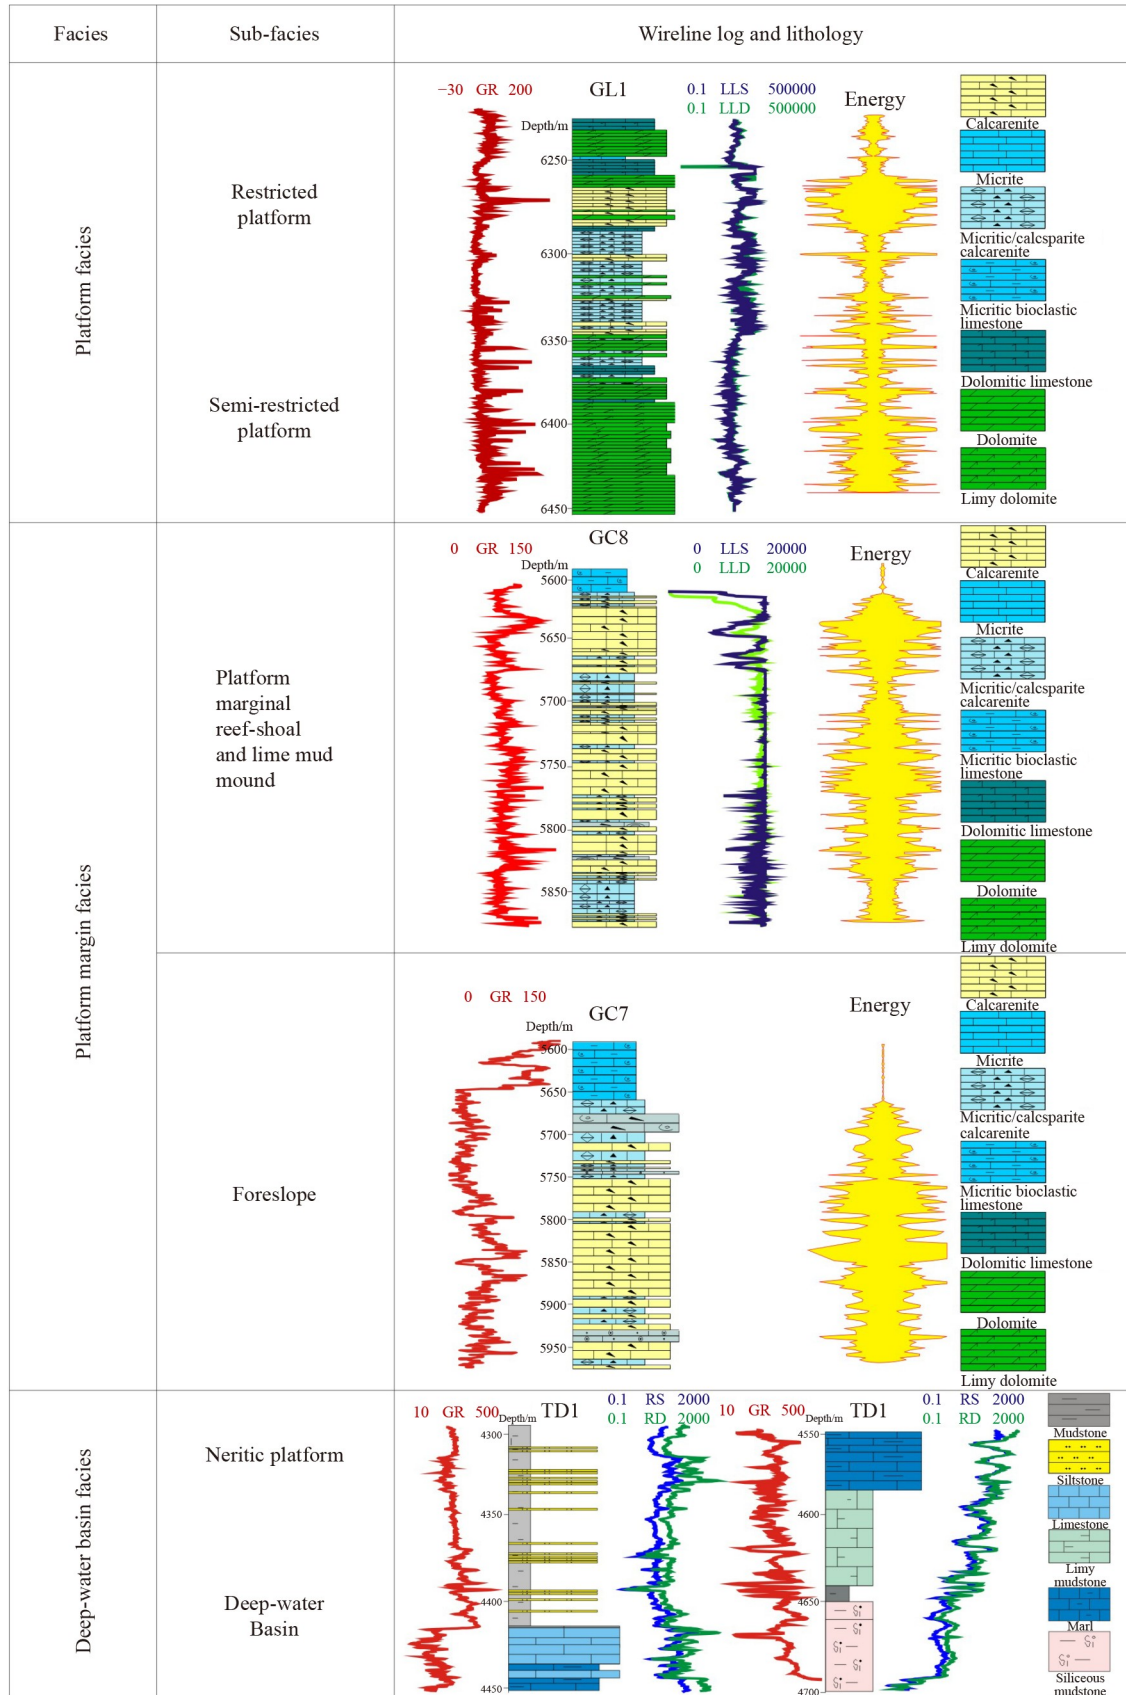 Facies
Sub-facies
Wireline log and lithology
Platform facies
Restricted
platform
Semi-restricted
platform
−30 GR 200
GL1
0.1 LLS 500000
0.1 LLD 500000
Energy
Depth/m
6250
6300
6350
6400
6450
Calcarenite
Micrite
Micritic/calcsparite
calcarenite
Micritic bioclastic
limestone
Dolomitic limestone
Dolomite
Limy dolomite
Platform margin facies
Platform
marginal
reef-shoal
and lime mud
mound
0 GR 150
GC8
0 LLS 20000
0 LLD 20000
Energy
Depth/m
5600
5650
5700
5750
5800
5850
Calcarenite
Micrite
Micritic/calcsparite
calcarenite
Micritic bioclastic
limestone
Dolomitic limestone
Dolomite
Limy dolomite
Foreslope
0 GR 150
GC7
Energy
Depth/m
5600
5650
5700
5750
5800
5850
5900
5950
Calcarenite
Micrite
Micritic/calcsparite
calcarenite
Micritic bioclastic
limestone
Dolomitic limestone
Dolomite
Limy dolomite
Deep-water basin facies
Neritic platform
Deep-water
Basin
10 GR 500
TD1
0.1 RS 2000
0.1 RD 2000
Depth/m
4300
4350
4400
4450
10 GR 500
TD1
0.1 RS 2000
0.1 RD 2000
Depth/m
4550
4600
4650
4700
Mudstone
Siltstone
Limestone
Limy
mudstone
Marl
Siliceous
mudstone